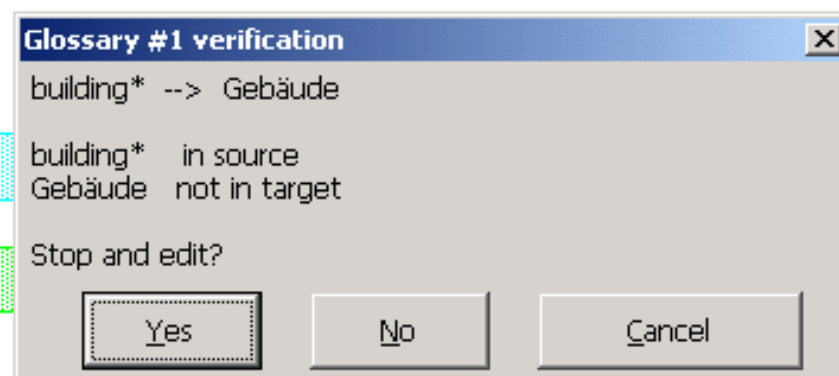 Glossary #1 verification
building* --> Gebäude
building* in source
Gebäude not in target
Stop and edit?
Yes No Cancel